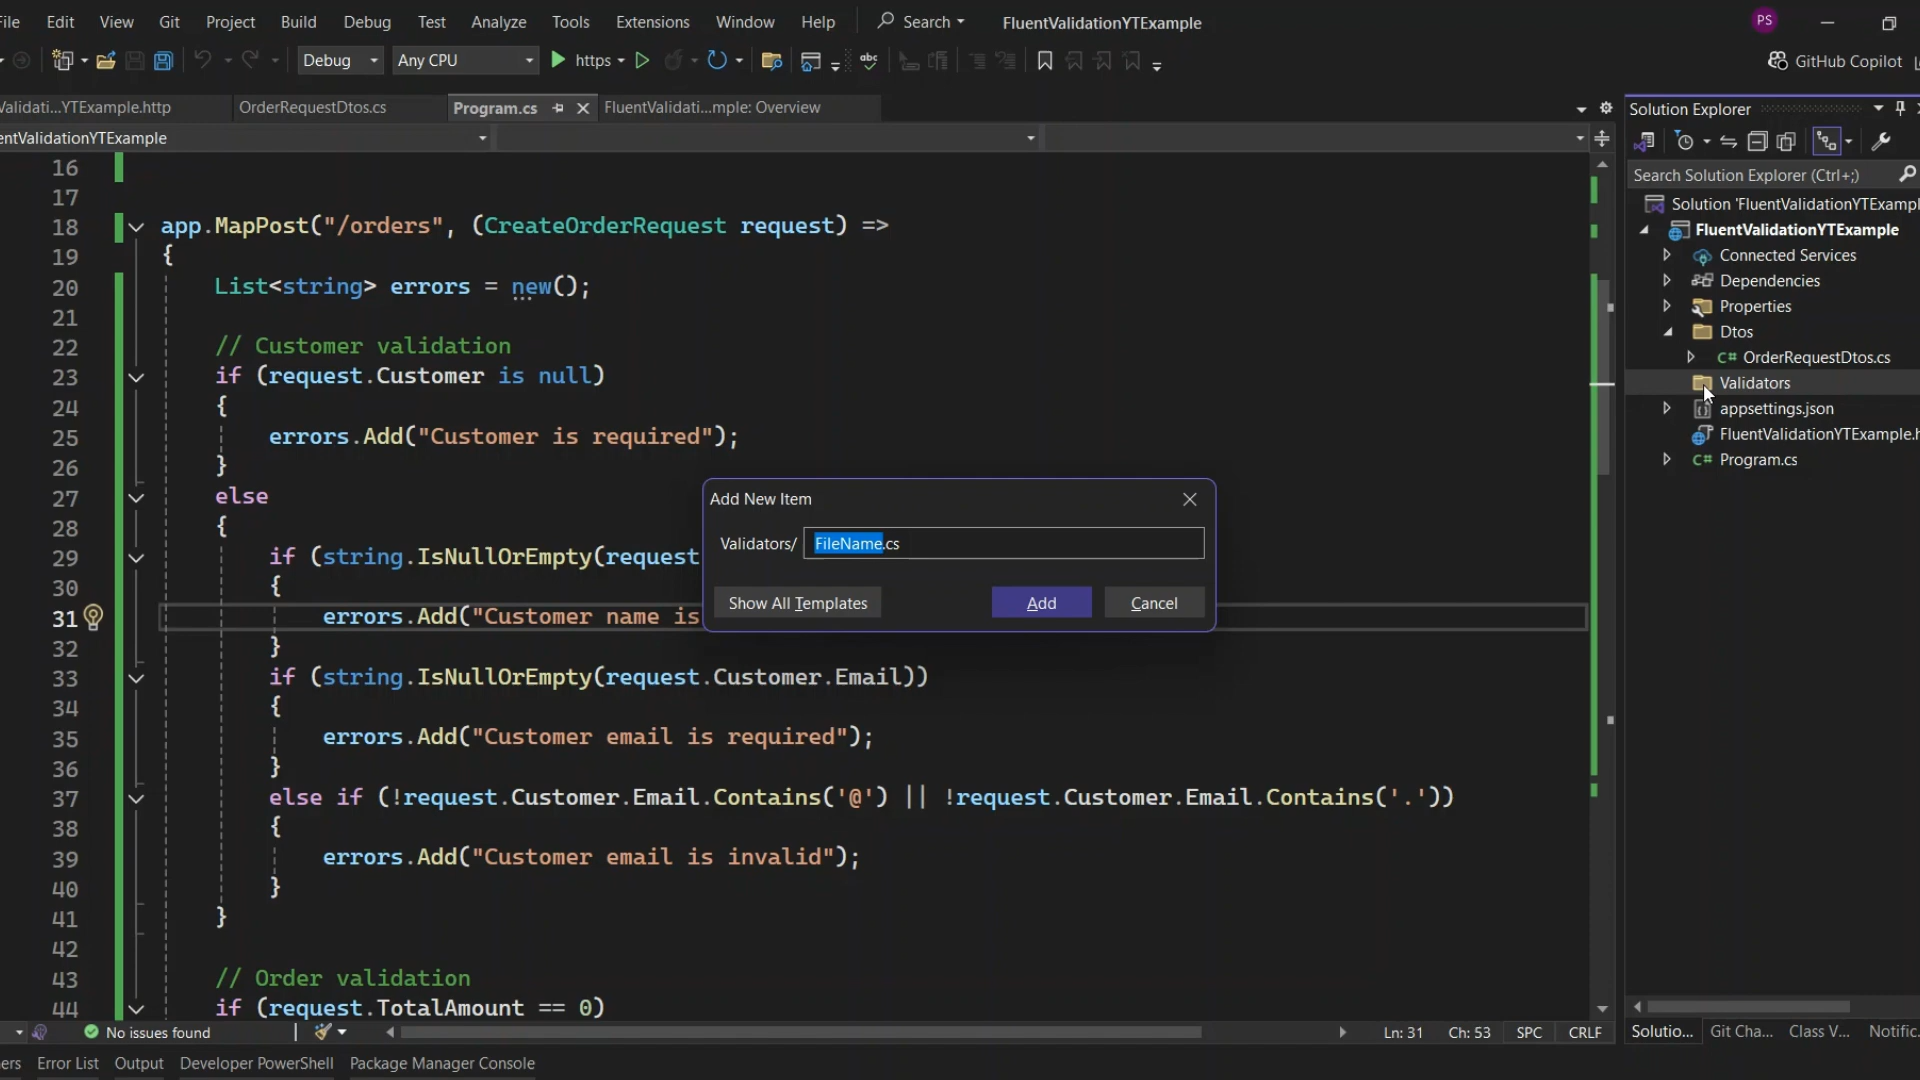 File Edit View Git Project Build Debug Test Analyze Tools Extensions Window Help Search FluentValidationYTExample PS
Debug Any CPU https abc GitHub Copilot
Validati...YTExample.http OrderRequestDtos.cs Program.cs FluentValidati...mple: Overview
entValidationYTExample
16
17
18 app.MapPost("/orders", (CreateOrderRequest request) =>
19 {
20 List<string> errors = new();
21
22 // Customer validation
23 if (request.Customer is null)
24 {
25 errors.Add("Customer is required");
26 }
27 else
28 {
29 if (string.IsNullOrEmpty(request
30 {
31 errors.Add("Customer name is
32 }
33 if (string.IsNullOrEmpty(request.Customer.Email))
34 {
35 errors.Add("Customer email is required");
36 }
37 else if (!request.Customer.Email.Contains('@') || !request.Customer.Email.Contains('.'))
38 {
39 errors.Add("Customer email is invalid");
40 }
41 }
42
43 // Order validation
44 if (request.TotalAmount == 0)
Add New Item
Validators/ FileName.cs
Show All Templates Add Cancel
Solution Explorer
Search Solution Explorer (Ctrl+;)
Solution 'FluentValidationYTExampl
FluentValidationYTExample
Connected Services
Dependencies
Properties
Dtos
C# OrderRequestDtos.cs
Validators
appsettings.json
FluentValidationYTExample.h
C# Program.cs
No issues found Ln: 31 Ch: 53 SPC CRLF
Solutio... Git Cha... Class V... Notific...
ers Error List Output Developer PowerShell Package Manager Console